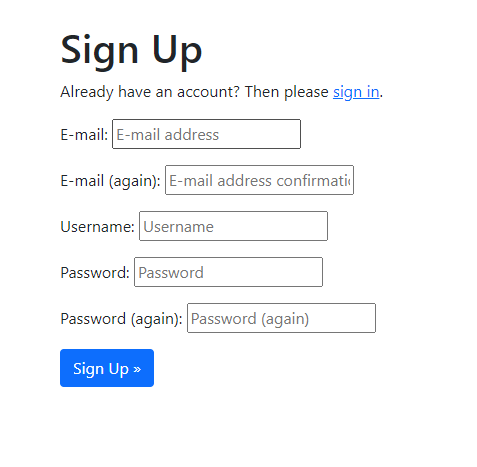 Sign Up
Already have an account? Then please sign in.
E-mail: E-mail address
E-mail (again): E-mail address confirmatic
Username: Username
Password: Password
Password (again): Password (again)
Sign Up »